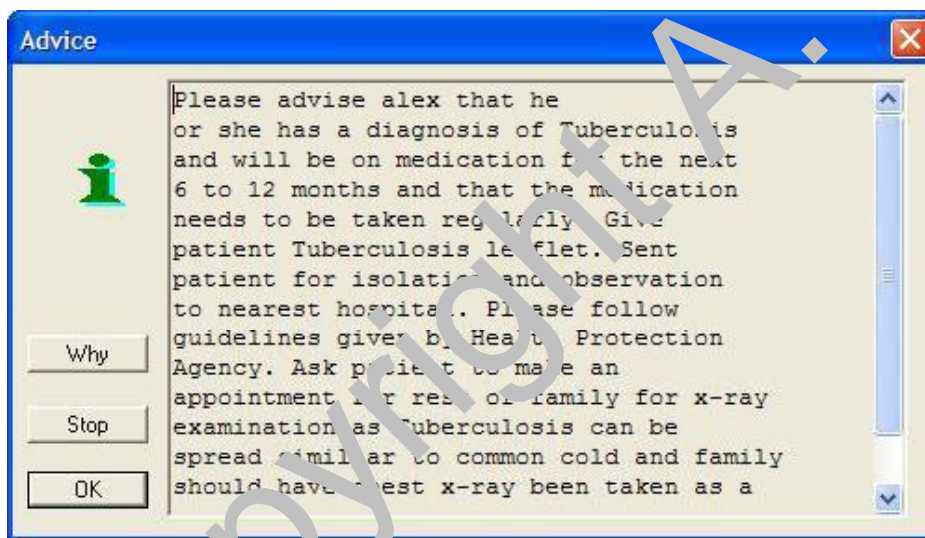 Advice
Please advise alex that he
or she has a diagnosis of Tuberculosis
and will be on medication for the next
6 to 12 months and that the medication
needs to be taken regularly. Give
patient Tuberculosis leaflet. Sent
patient for isolation and observation
to nearest hospital. Please follow
guidelines given by Health Protection
Agency. Ask patient to make an
appointment for rest of family for x-ray
examination as Tuberculosis can be
spread similar to common cold and family
should have chest x-ray been taken as a
Why
Stop
OK
pyright A.